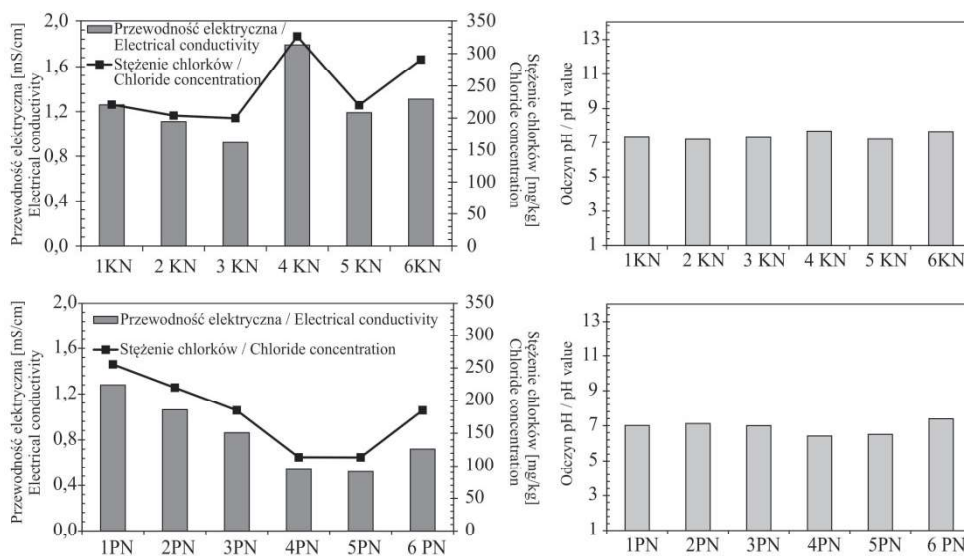 Przewodność elektryczna [mS/cm]
Electrical conductivity
2,0
1,6
1,2
0,8
0,4
0,0
Przewodność elektryczna /
Electrical conductivity
Stężenie chlorków /
Chloride concentration
350
300
250
200
150
100
50
0
Stężenie chlorków [mg/kg]
Chloride concentration
1KN 2 KN 3 KN 4 KN 5 KN 6KN
Odczyn pH / pH value
13
11
9
7
5
3
1
1KN 2 KN 3 KN 4 KN 5 KN 6KN
Przewodność elektryczna [mS/cm]
Electrical conductivity
2,0
1,6
1,2
0,8
0,4
0,0
Przewodność elektryczna / Electrical conductivity
Stężenie chlorków / Chloride concentration
350
300
250
200
150
100
50
0
Stężenie chlorków [mg/kg]
Chloride concentration
1PN 2PN 3PN 4PN 5PN 6 PN
Odczyn pH / pH value
13
11
9
7
5
3
1
1PN 2PN 3PN 4PN 5PN 6 PN